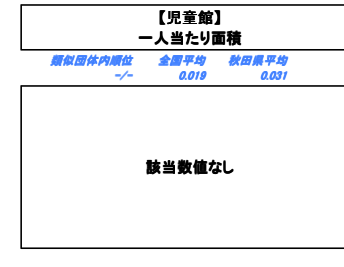 【児童館】
一人当たり面積
類似団体内順位 全国平均 秋田県平均
-/- 0.019 0.031
該当数値なし